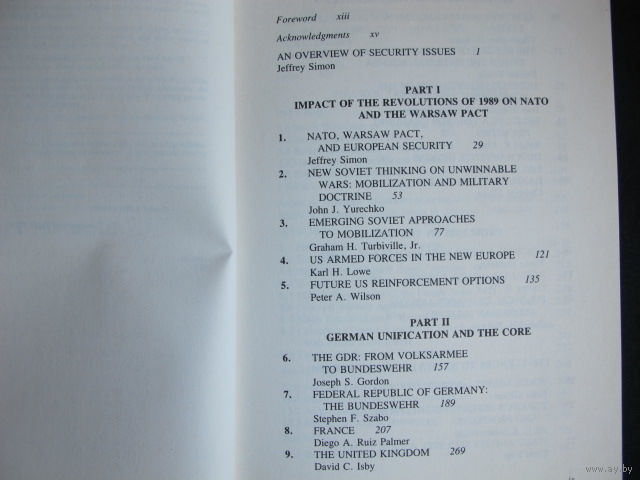 Foreword xiii
Acknowledgments xv
AN OVERVIEW OF SECURITY ISSUES 1
Jeffrey Simon
PART I
IMPACT OF THE REVOLUTIONS OF 1989 ON NATO
AND THE WARSAW PACT
1. NATO, WARSAW PACT,
AND EUROPEAN SECURITY 29
Jeffrey Simon
2. NEW SOVIET THINKING ON UNWINNABLE
WARS: MOBILIZATION AND MILITARY
DOCTRINE 53
John J. Yurechko
3. EMERGING SOVIET APPROACHES
TO MOBILIZATION 77
Graham H. Turbiville, Jr.
4. US ARMED FORCES IN THE NEW EUROPE 121
Karl H. Lowe
5. FUTURE US REINFORCEMENT OPTIONS 135
Peter A. Wilson
PART II
GERMAN UNIFICATION AND THE CORE
6. THE GDR: FROM VOLKSARMEE
TO BUNDESWEHR 157
Joseph S. Gordon
7. FEDERAL REPUBLIC OF GERMANY:
THE BUNDESWEHR 189
Stephen F. Szabo
8. FRANCE 207
Diego A. Ruiz Palmer
9. THE UNITED KINGDOM 269
David C. Isby
www.ay.by